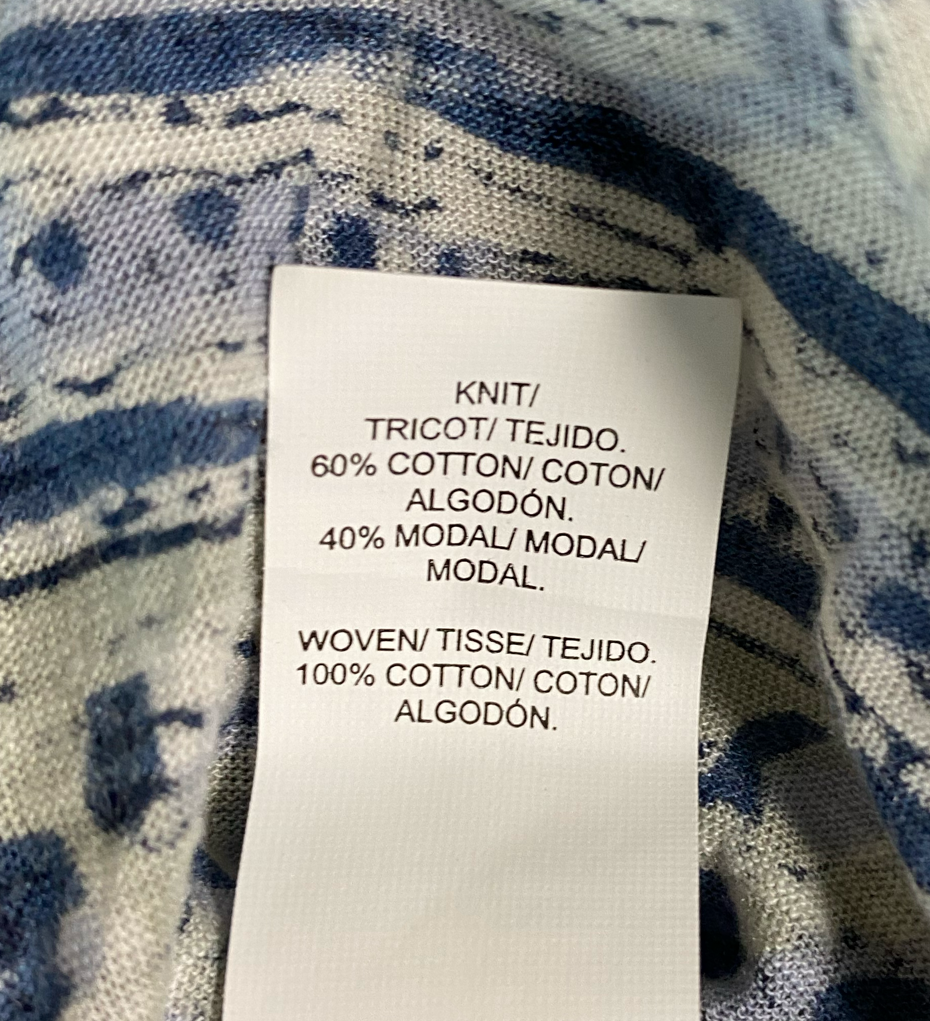 KNIT/
TRICOT/ TEJIDO.
60% COTTON/ COTON/
ALGODÓN.
40% MODAL/ MODAL/
MODAL.
WOVEN/ TISSE/ TEJIDO.
100% COTTON/ COTON/
ALGODÓN.